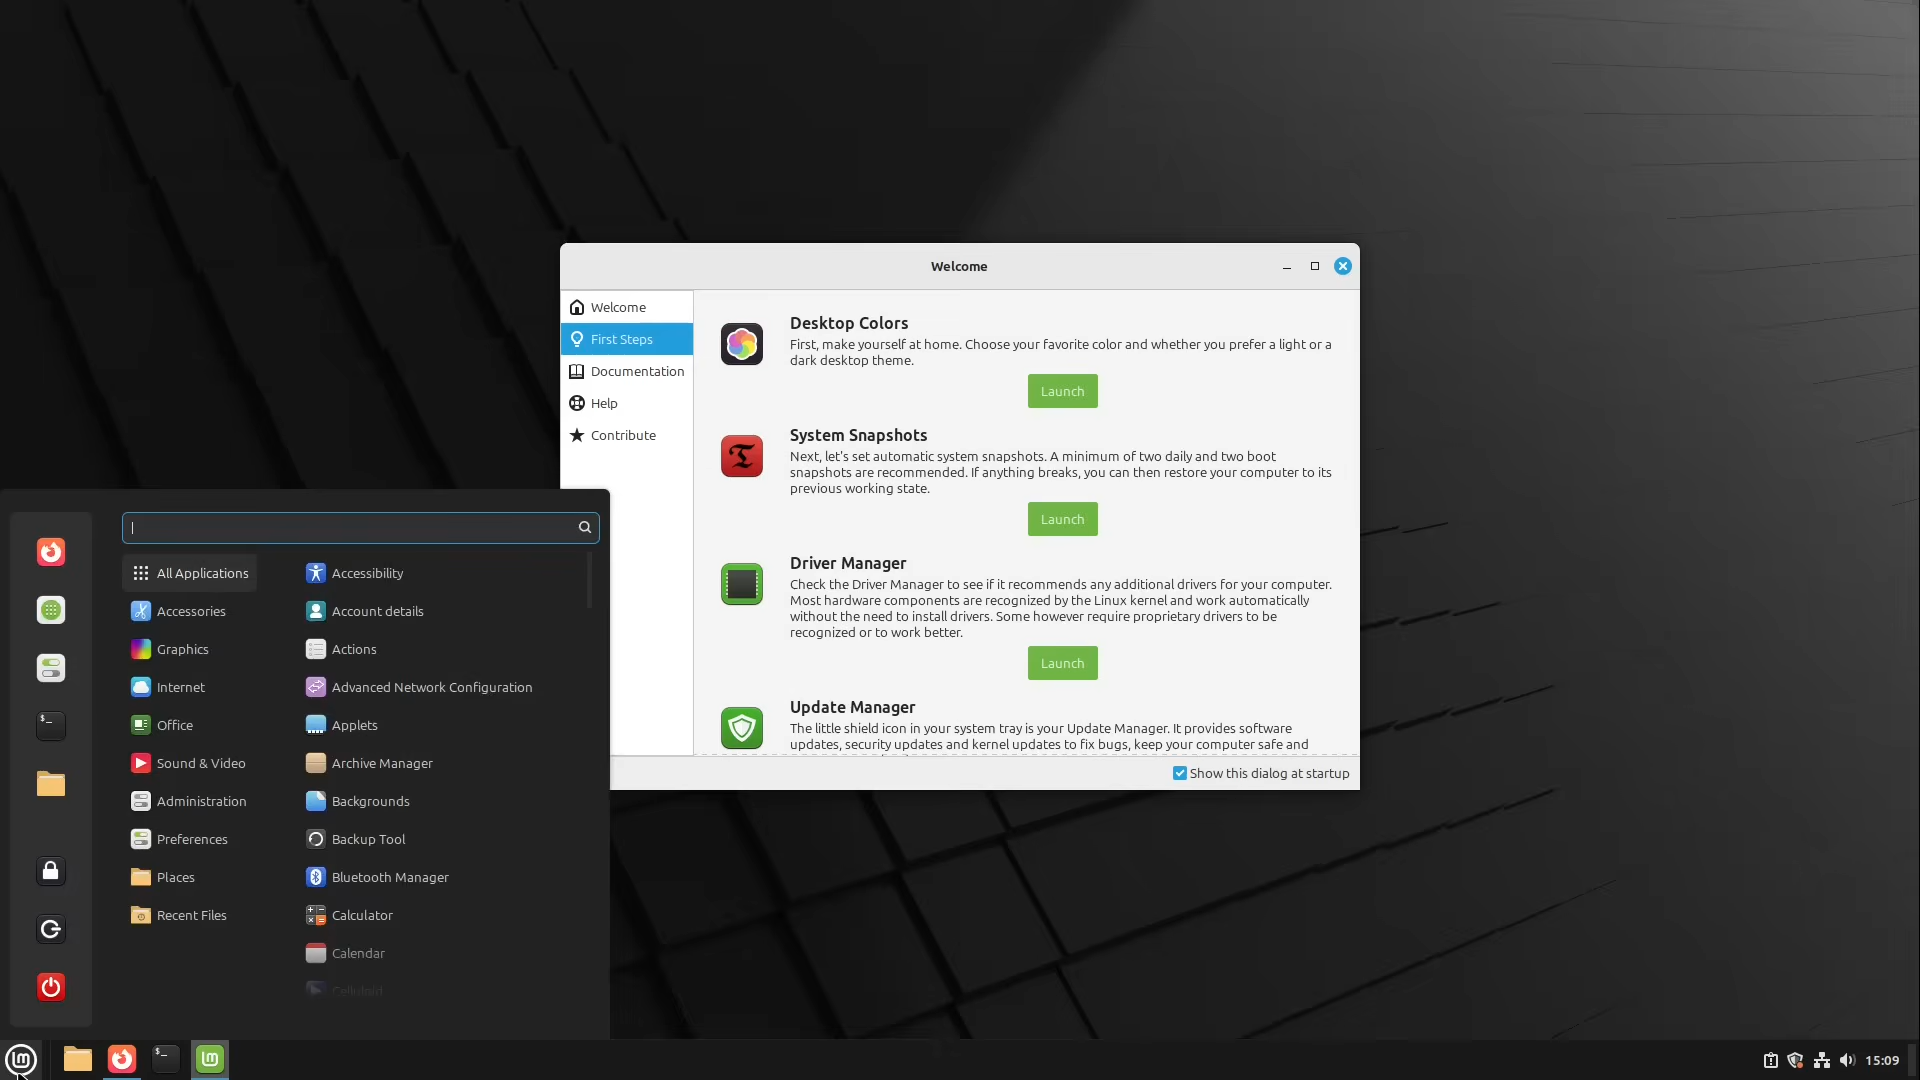 Welcome
Welcome
First Steps
Documentation
Help
Contribute
Desktop Colors
First, make yourself at home. Choose your favorite color and whether you prefer a light or a
dark desktop theme.
Launch
System Snapshots
Next, let's set automatic system snapshots. A minimum of two daily and two boot
snapshots are recommended. If anything breaks, you can then restore your computer to its
previous working state.
Launch
Driver Manager
Check the Driver Manager to see if it recommends any additional drivers for your computer.
Most hardware components are recognized by the Linux kernel and work automatically
without the need to install drivers. Some however require proprietary drivers to be
recognized or to work better.
Launch
Update Manager
The little shield icon in your system tray is your Update Manager. It provides software
updates, security updates and kernel updates to fix bugs, keep your computer safe and
Show this dialog at startup
All Applications
Accessories
Graphics
Internet
Office
Sound & Video
Administration
Preferences
Places
Recent Files
Accessibility
Account details
Actions
Advanced Network Configuration
Applets
Archive Manager
Backgrounds
Backup Tool
Bluetooth Manager
Calculator
Calendar
Celluloid
15:09